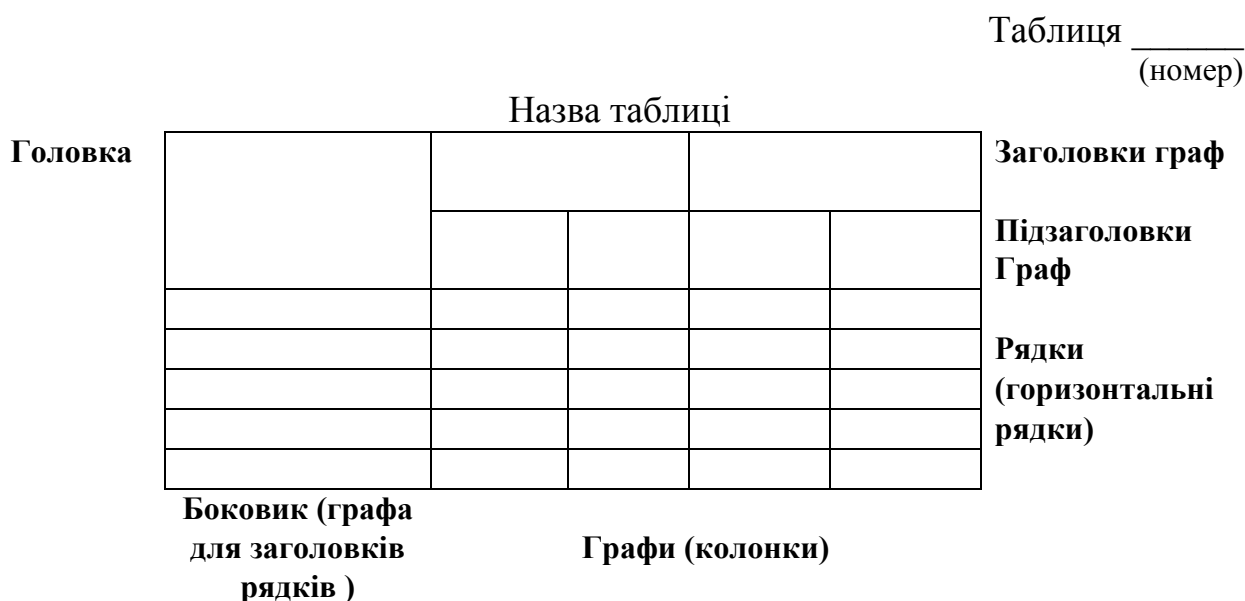 Таблиця ______
(номер)
Назва таблиці
Головка
Заголовки граф
Підзаголовки
Граф
Рядки
(горизонтальні
рядки)
Боковик (графа
для заголовків
рядків )
Графи (колонки)